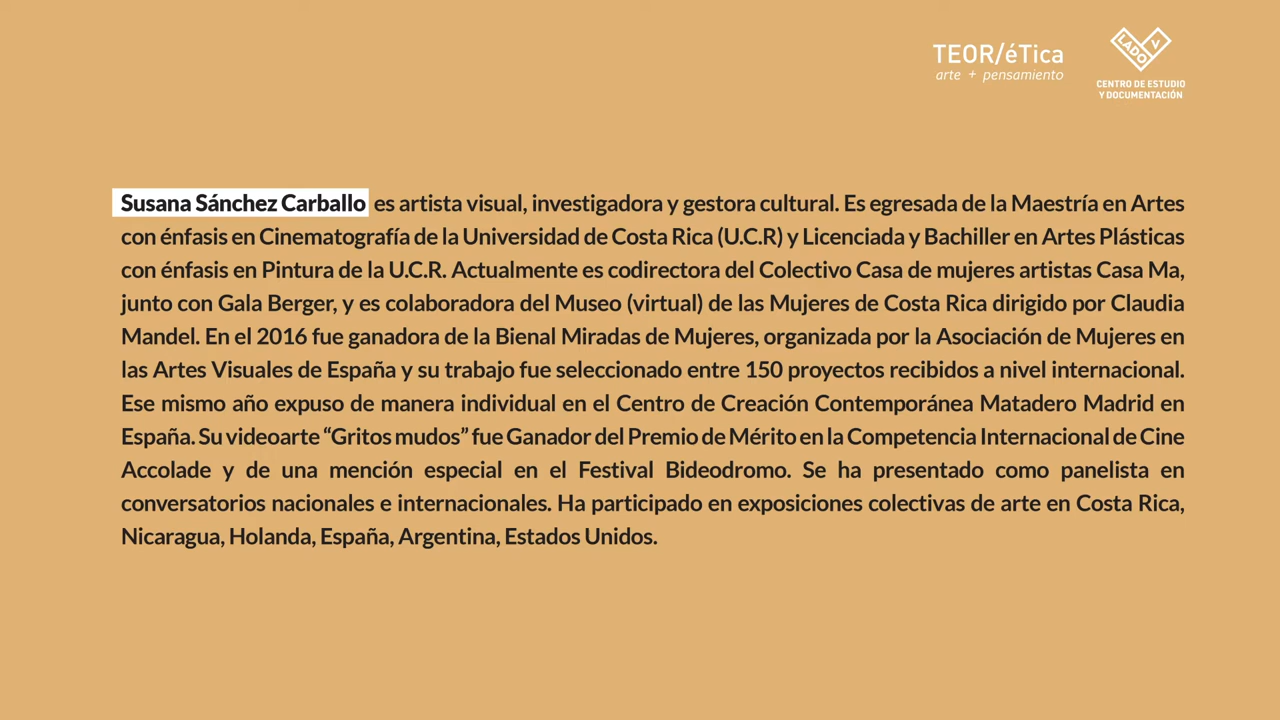 TEOR/éTica
arte + pensamiento
LADO V
CENTRO DE ESTUDIO
Y DOCUMENTACIÓN
Susana Sánchez Carballo es artista visual, investigadora y gestora cultural. Es egresada de la Maestría en Artes
con énfasis en Cinematografía de la Universidad de Costa Rica (U.C.R) y Licenciada y Bachiller en Artes Plásticas
con énfasis en Pintura de la U.C.R. Actualmente es codirectora del Colectivo Casa de mujeres artistas Casa Ma,
junto con Gala Berger, y es colaboradora del Museo (virtual) de las Mujeres de Costa Rica dirigido por Claudia
Mandel. En el 2016 fue ganadora de la Bienal Miradas de Mujeres, organizada por la Asociación de Mujeres en
las Artes Visuales de España y su trabajo fue seleccionado entre 150 proyectos recibidos a nivel internacional.
Ese mismo año expuso de manera individual en el Centro de Creación Contemporánea Matadero Madrid en
España. Su videoarte “Gritos mudos” fue Ganador del Premio de Mérito en la Competencia Internacional de Cine
Accolade y de una mención especial en el Festival Bideodromo. Se ha presentado como panelista en
conversatorios nacionales e internacionales. Ha participado en exposiciones colectivas de arte en Costa Rica,
Nicaragua, Holanda, España, Argentina, Estados Unidos.